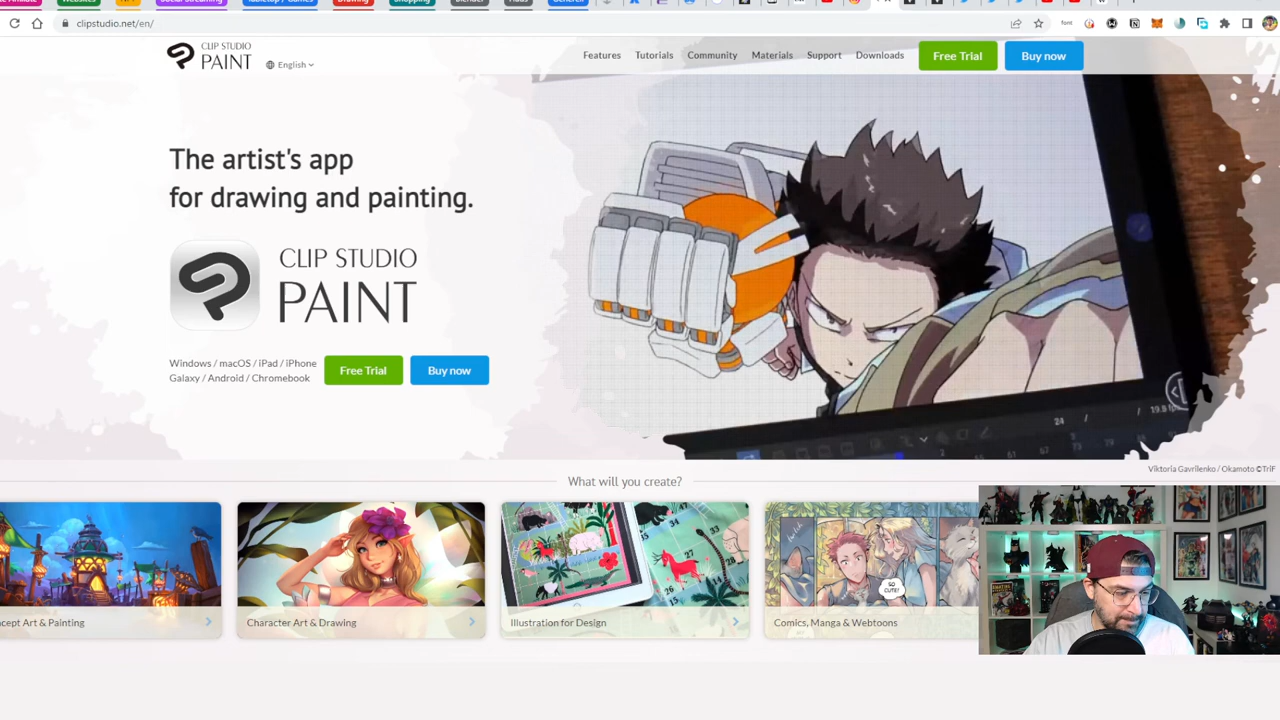 clipstudio.net/en/
CLIP STUDIO
PAINT
English
Features
Tutorials
Community
Materials
Support
Downloads
Free Trial
Buy now
The artist's app
for drawing and painting.
CLIP STUDIO
PAINT
Windows / macOS / iPad / iPhone
Galaxy / Android / Chromebook
Free Trial
Buy now
Viktoria Gavrilenko / Okamoto ©TriF
What will you create?
cept Art & Painting
Character Art & Drawing
Illustration for Design
SO
CUTE!
Comics, Manga & Webtoons